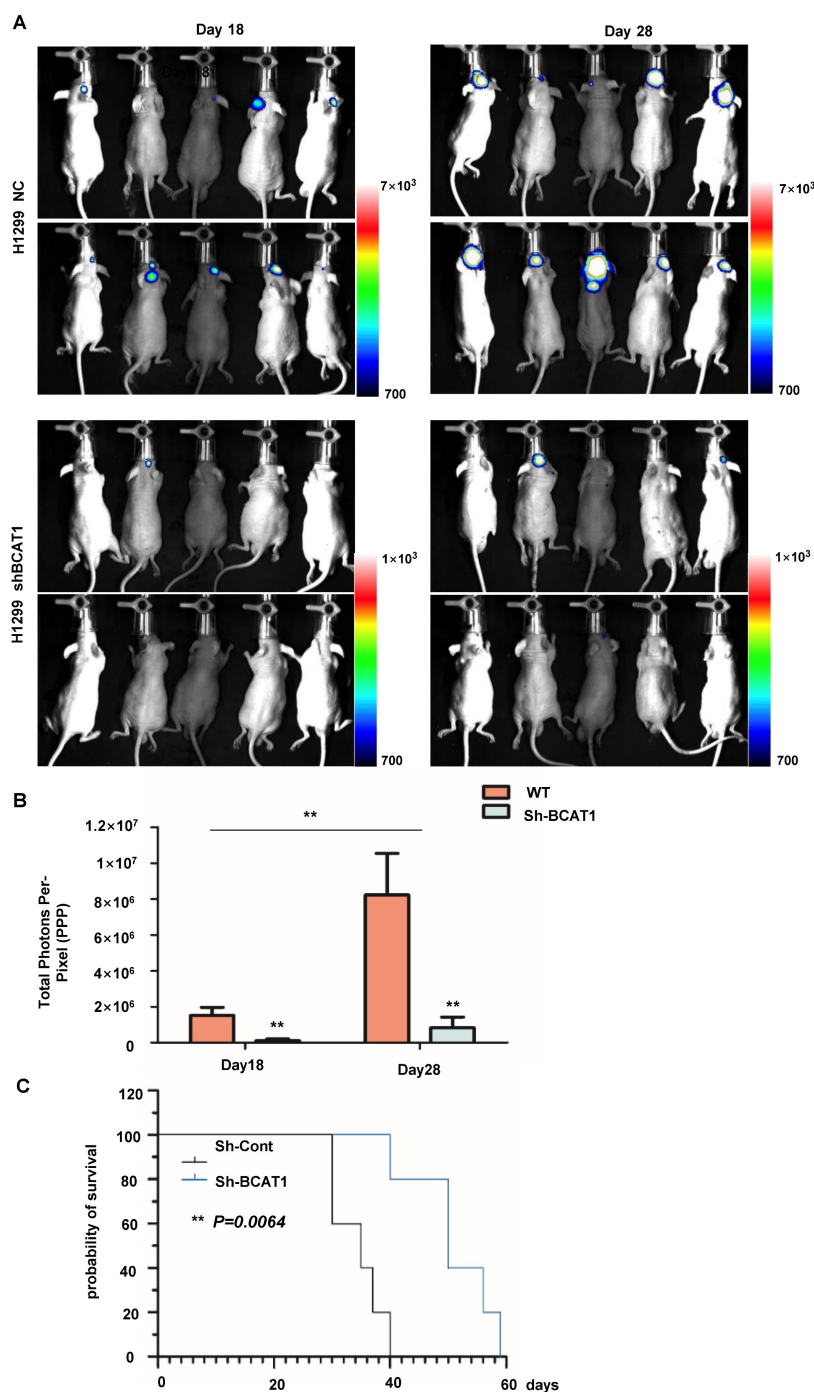 A
Day 18
Day 28
Day 18
H1299 NC
7×10³
700
7×10³
700
H1299 shBCAT1
1×10³
700
1×10³
700
B
WT
Sh-BCAT1
**
Total Photons Per-
Pixel (PPP)
1.2×10⁷
1×10⁷
8×10⁶
6×10⁶
4×10⁶
2×10⁶
0
**
**
Day18
Day28
C
probability of survival
120
100
80
60
40
20
0
Sh-Cont
Sh-BCAT1
** P=0.0064
0
20
40
60
days